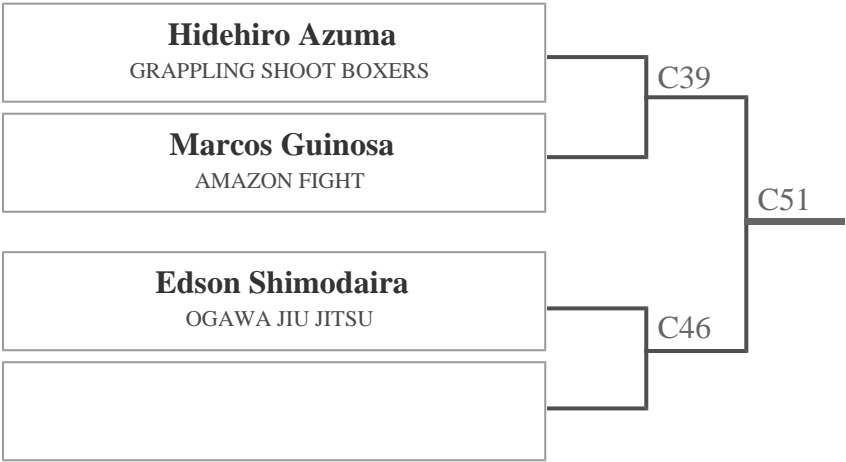 Hidehiro Azuma
GRAPPLING SHOOT BOXERS
C39
Marcos Guinosa
AMAZON FIGHT
C51
Edson Shimodaira
OGAWA JIU JITSU
C46